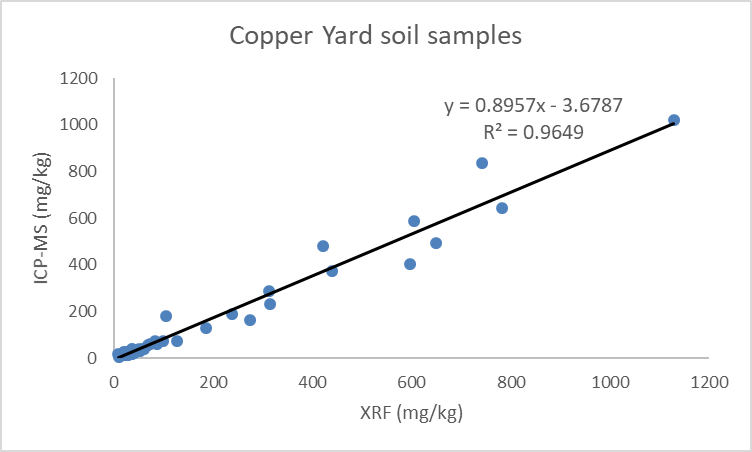 Copper Yard soil samples
y = 0.8957x - 3.6787
R² = 0.9649
ICP-MS (mg/kg)
1200
1000
800
600
400
200
0
0 200 400 600 800 1000 1200
XRF (mg/kg)